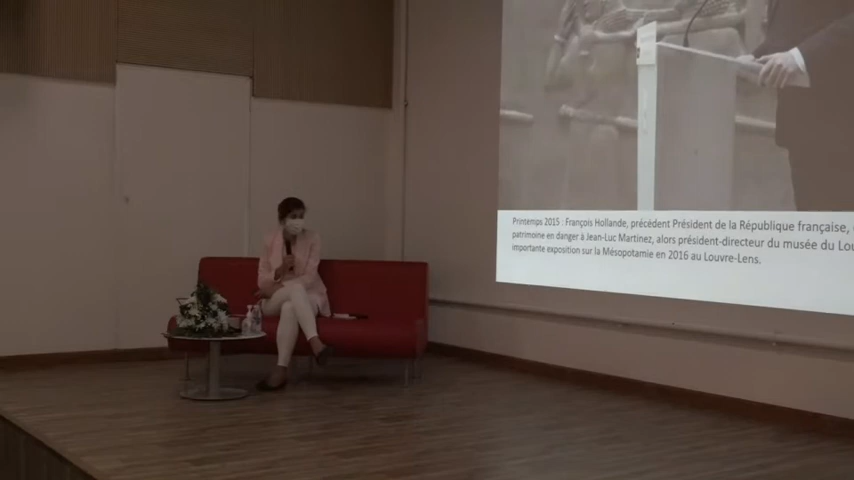 Printemps 2015 : François Hollande, précédent Président de la République française,
patrimoine en danger à Jean-Luc Martinez, alors président-directeur du musée du Lou
importante exposition sur la Mésopotamie en 2016 au Louvre-Lens.